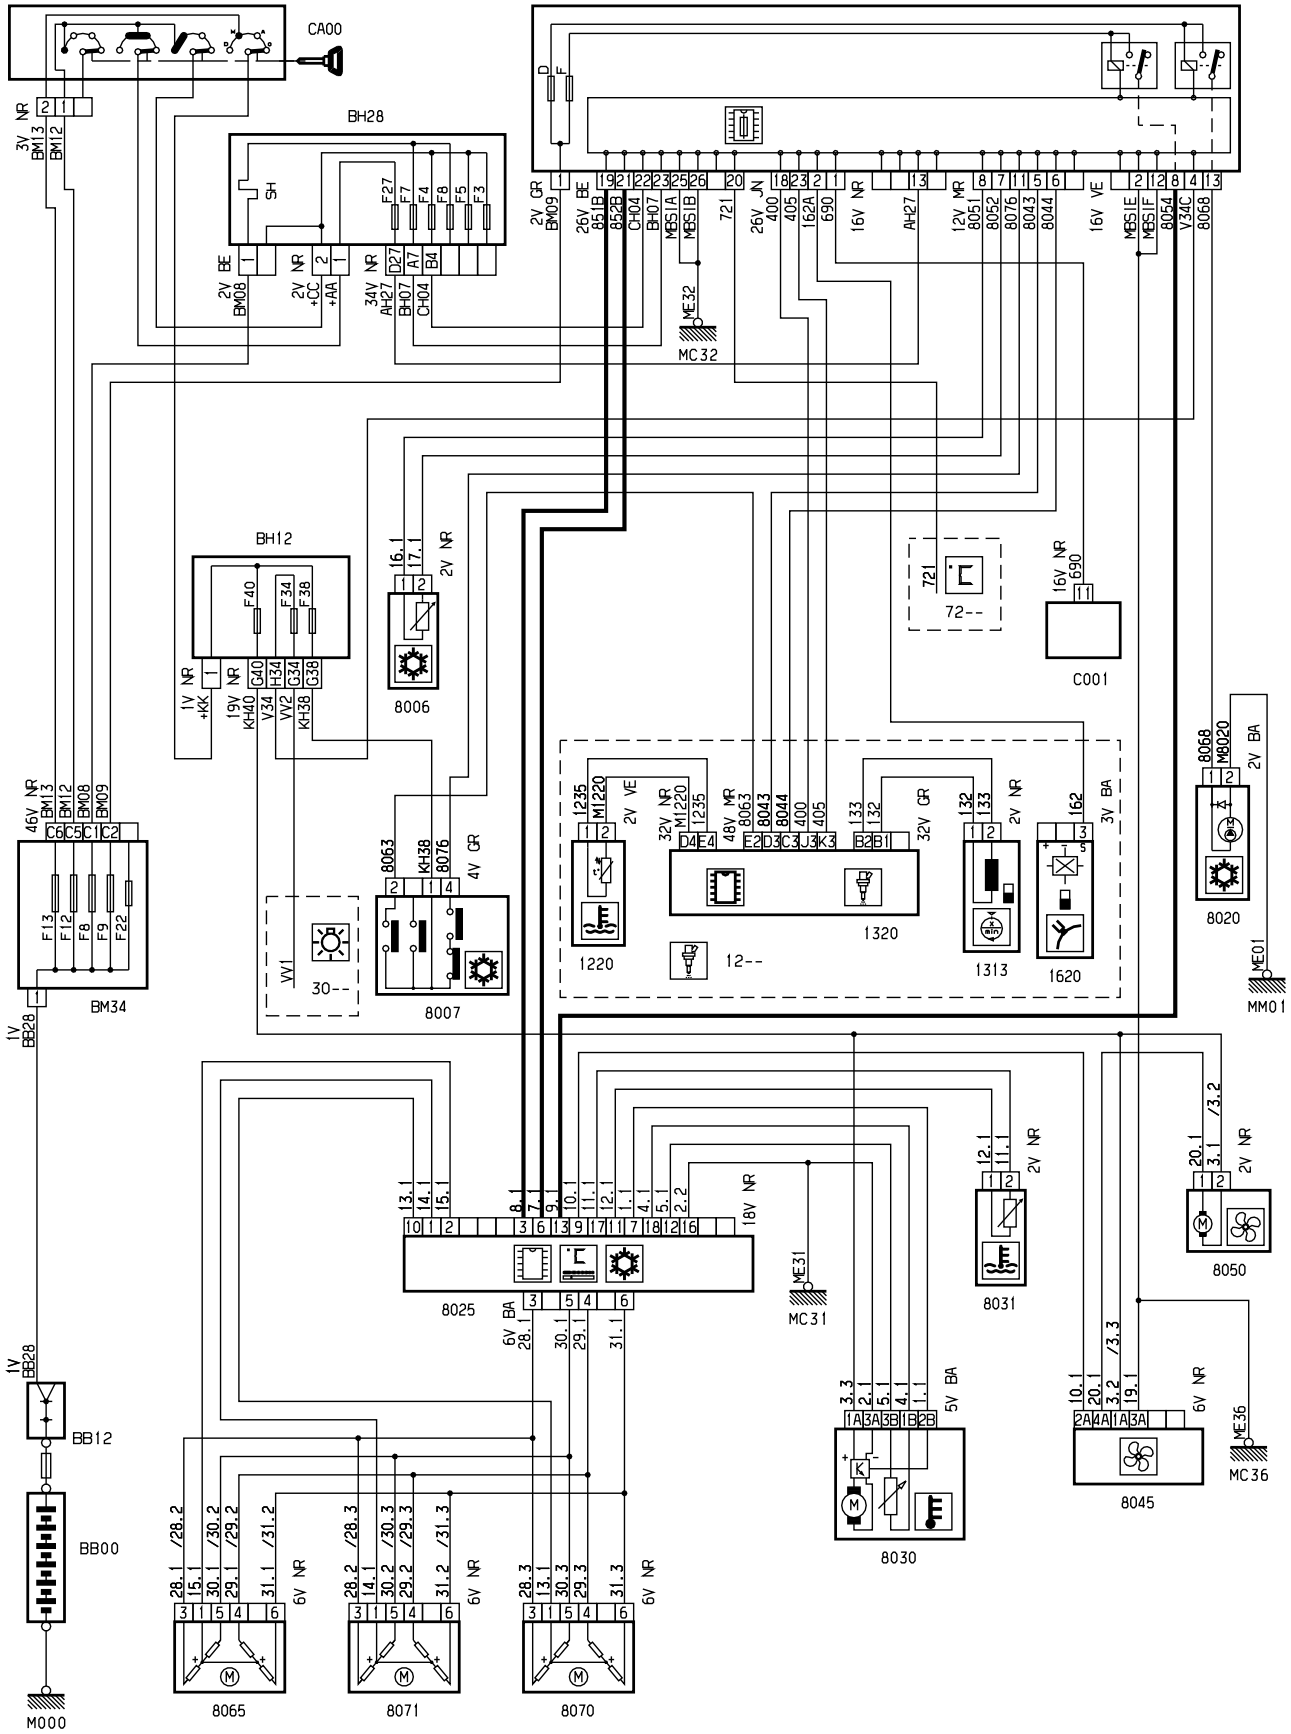 CA00
M A
D D
2 1
3V NR
BM13
BM12
BH28
SH
F27
F7
F4
F8
F5
F3
1
2 1
D27 A7 B4
2V BE
BM08
2V NR
+CC
+AA
34V NR
AH27
BH07
CH04
D
F
1
19 21 22 23 25 26 20
18 23 2 1
13
8 7 11 5 6
2 12 8 4 13
2V GR
BM09
26V BE
851B
852B
CH04
BH07
MBS1A
MBS1B
721
26V JN
400
405
162A
690
16V NR
AH27
12V MR
8051
8052
8076
8043
8044
16V VE
MBS1E
MBS1F
8054
V34C
8068
ME32
MC32
BH12
F40
F34
F38
1
G40 H34 G34 G38
1V NR
+KK
19V NR
KH40
V34
VV2
KH38
16.1
17.1
2V NR
1 2
8006
721
°C
72--
16V NR
690
11
C001
46V NR
BM13
BM12
BM08
BM09
C6 C5 C1 C2
F13
F12
F8
F9
F22
1
BM34
1V
BB28
VV1
30--
8063
KH38
8076
4V GR
2 1 4
8007
1235
M1220
2V VE
1 2
1220
32V NR
M1220
1235
48V MR
8063
8043
8044
400
405
133
132
32V GR
D4 E4 E2 D3 C3 J3 K3 B2 B1
1320
12--
132
133
2V NR
1 2
x
min
1313
162
3V BA
3
+ - S
1620
8068
M8020
2V BA
1 2
M
8020
ME01
MM01
13.1
14.1
15.1
8.1
7.1
9.1
10.1
11.1
12.1
1.1
4.1
5.1
2.2
18V NR
10 1 2 3 6 13 9 17 11 7 18 12 16
°C
8025
3 5 4 6
6V BA
28.1
30.1
29.1
31.1
ME31
MC31
12.1
11.1
2V NR
1 2
8031
20.1
3.1 /3.2
2V NR
1 2
M
8050
1V
BB28
BB12
BB00
M000
3.3
2.1
5.1
4.1
1.1
5V BA
1A 3A 3B 1B 2B
+ -
K
M
8030
10.1
20.1
3.2 /3.3
19.1
6V NR
2A 4A 1A 3A
8045
ME36
MC36
28.1 /28.2
15.1
30.1 /30.2
29.1 /29.2
31.1 /31.2
6V NR
3 1 5 4 6
+ +
M
8065
28.2 /28.3
14.1
30.2 /30.3
29.2 /29.3
31.2 /31.3
6V NR
3 1 5 4 6
+ +
M
8071
28.3
13.1
30.3
29.3
31.3
6V NR
3 1 5 4 6
+ +
M
8070